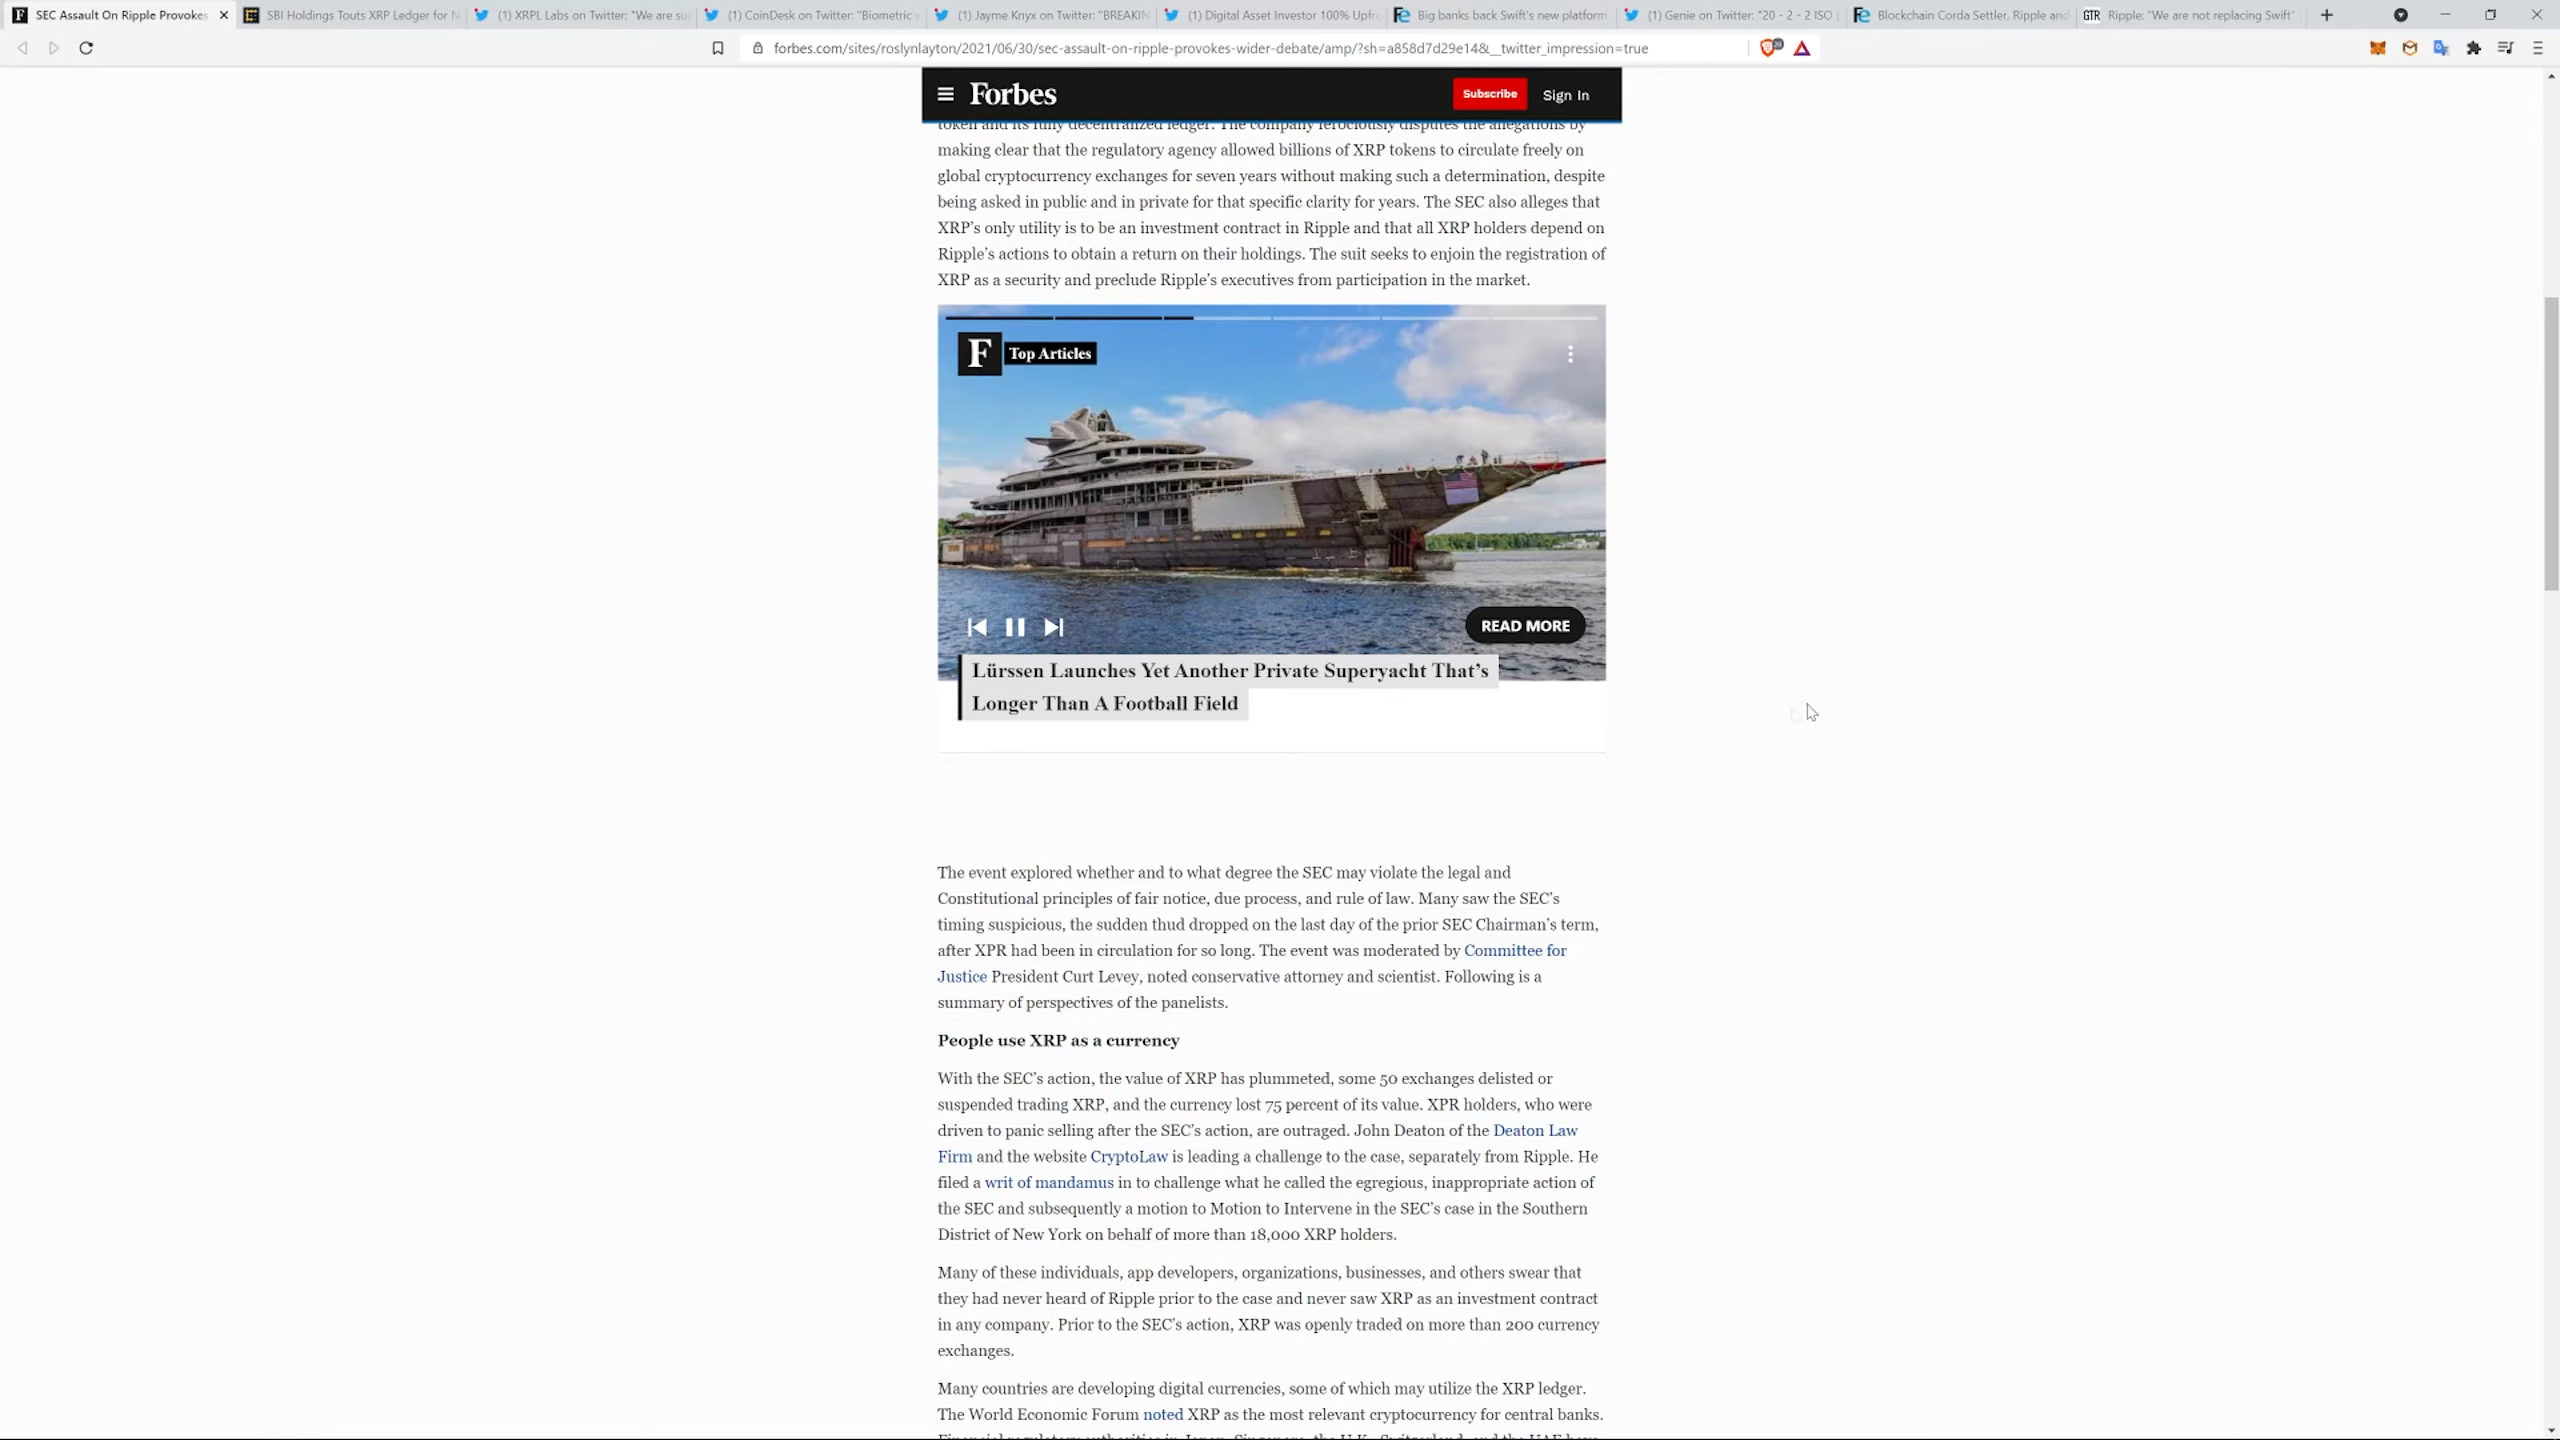 SEC Assault On Ripple Provokes
SBI Holdings Touts XRP Ledger for N
(1) XRPL Labs on Twitter: "We are su
(1) CoinDesk on Twitter: "Biometric
(1) Jayme Knyx on Twitter: "BREAKIN
(1) Digital Asset Investor 100% Upfr
Big banks back Swift's new platform
(1) Genie on Twitter: "20 - 2 - 2 ISO
Blockchain Corda Settler, Ripple and
GTR Ripple: "We are not replacing Swift"
forbes.com/sites/roslynlayton/2021/06/30/sec-assault-on-ripple-provokes-wider-debate/amp/?sh=a858d7d29e14&__twitter_impression=true
Forbes
Subscribe
Sign In
token and its fully decentralized ledger. The company ferociously disputes the allegations by
making clear that the regulatory agency allowed billions of XRP tokens to circulate freely on
global cryptocurrency exchanges for seven years without making such a determination, despite
being asked in public and in private for that specific clarity for years. The SEC also alleges that
XRP's only utility is to be an investment contract in Ripple and that all XRP holders depend on
Ripple's actions to obtain a return on their holdings. The suit seeks to enjoin the registration of
XRP as a security and preclude Ripple's executives from participation in the market.
F Top Articles
READ MORE
Lürssen Launches Yet Another Private Superyacht That's
Longer Than A Football Field
The event explored whether and to what degree the SEC may violate the legal and
Constitutional principles of fair notice, due process, and rule of law. Many saw the SEC's
timing suspicious, the sudden thud dropped on the last day of the prior SEC Chairman's term,
after XPR had been in circulation for so long. The event was moderated by Committee for
Justice President Curt Levey, noted conservative attorney and scientist. Following is a
summary of perspectives of the panelists.
People use XRP as a currency
With the SEC's action, the value of XRP has plummeted, some 50 exchanges delisted or
suspended trading XRP, and the currency lost 75 percent of its value. XPR holders, who were
driven to panic selling after the SEC's action, are outraged. John Deaton of the Deaton Law
Firm and the website CryptoLaw is leading a challenge to the case, separately from Ripple. He
filed a writ of mandamus in to challenge what he called the egregious, inappropriate action of
the SEC and subsequently a motion to Motion to Intervene in the SEC's case in the Southern
District of New York on behalf of more than 18,000 XRP holders.
Many of these individuals, app developers, organizations, businesses, and others swear that
they had never heard of Ripple prior to the case and never saw XRP as an investment contract
in any company. Prior to the SEC's action, XRP was openly traded on more than 200 currency
exchanges.
Many countries are developing digital currencies, some of which may utilize the XRP ledger.
The World Economic Forum noted XRP as the most relevant cryptocurrency for central banks.